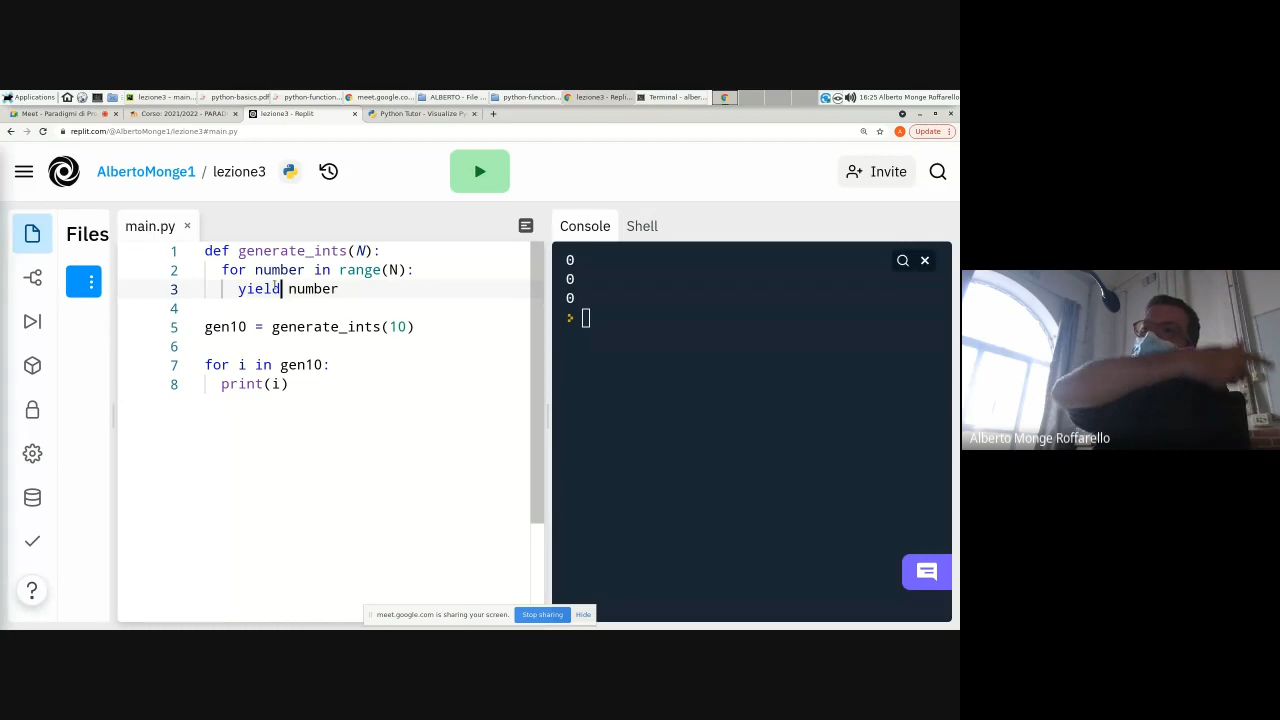 Applications
lezione3 – main...
python-basics.pdf
python-function...
meet.google.co...
ALBERTO - File ...
python-function...
lezione3 - Repli...
Terminal - alber...
16:25 Alberto Monge Roffarello
Meet - Paradigmi di Pro
Corso: 2021/2022 - PARAD
lezione3 - Replit
Python Tutor - Visualize Py
replit.com/@AlbertoMonge1/lezione3#main.py
Update
AlbertoMonge1 / lezione3
Invite
main.py
Console
Shell
Files
1 def generate_ints(N):
2 for number in range(N):
3 yield number
4
5 gen10 = generate_ints(10)
6
7 for i in gen10:
8 print(i)
0
0
0
Alberto Monge Roffarello
meet.google.com is sharing your screen.
Stop sharing
Hide